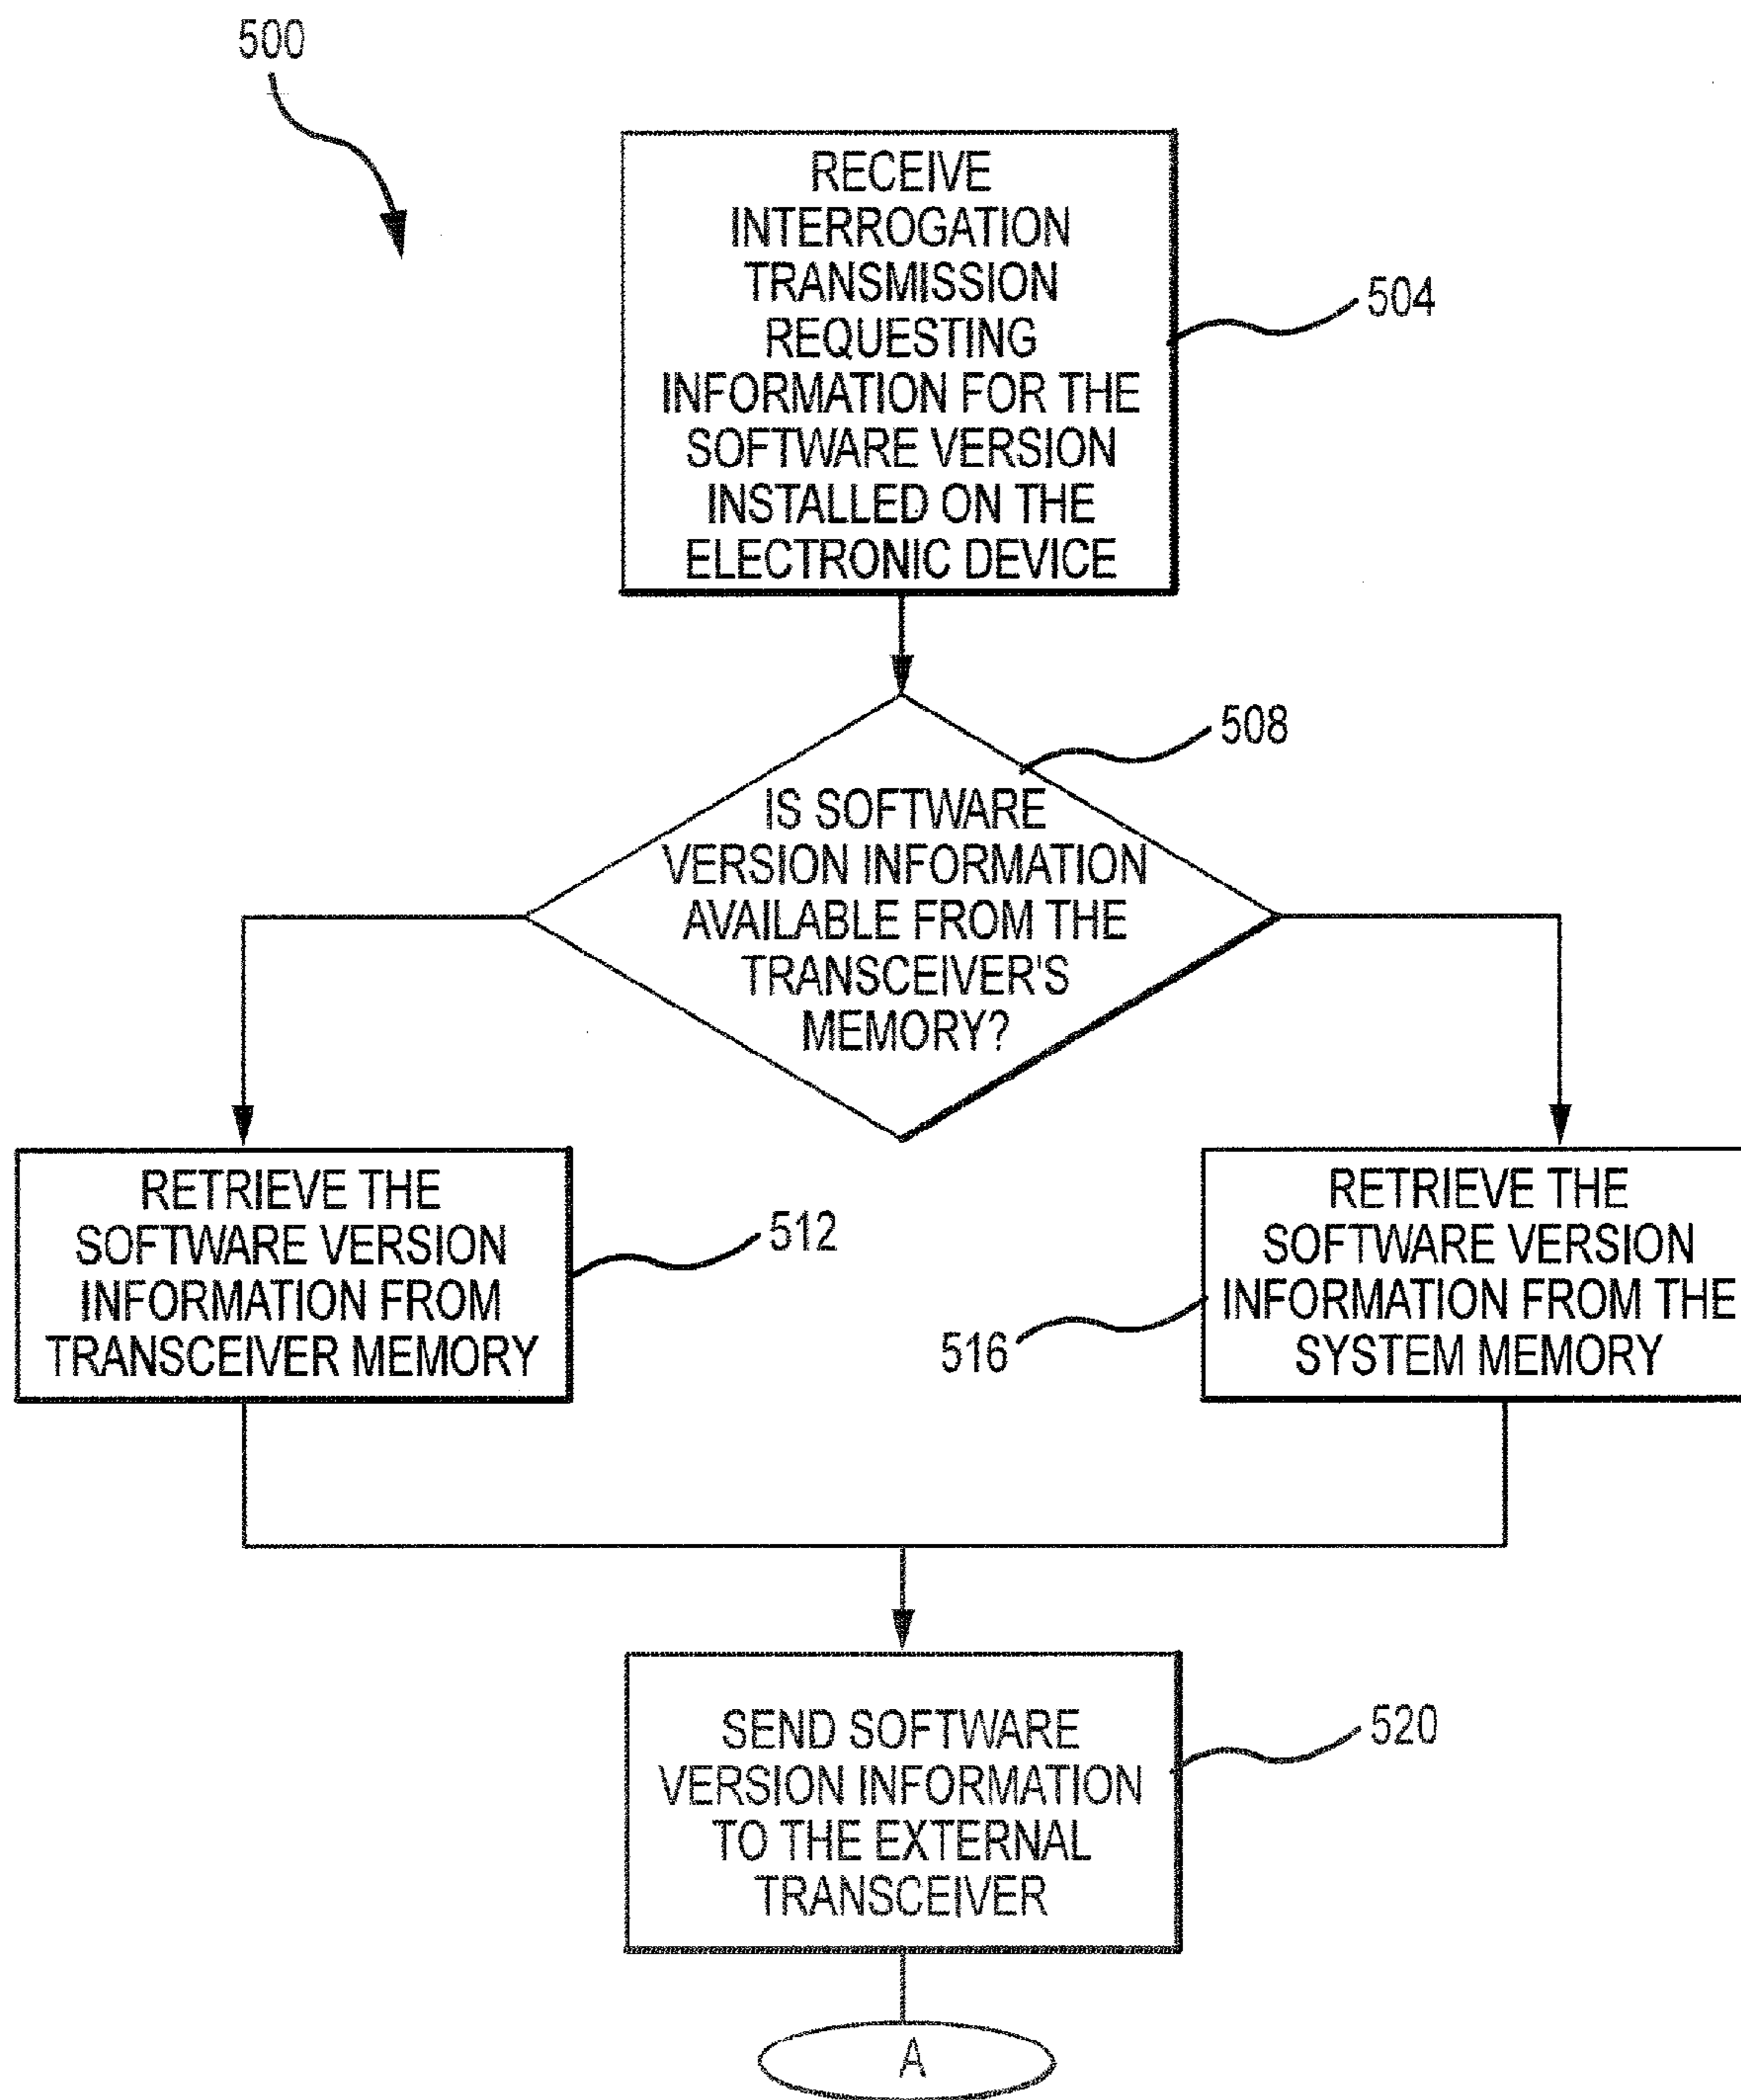 500
RECEIVE
INTERROGATION
TRANSMISSION
REQUESTING
INFORMATION FOR THE
SOFTWARE VERSION
INSTALLED ON THE
ELECTRONIC DEVICE
504
508
IS SOFTWARE
VERSION INFORMATION
AVAILABLE FROM THE
TRANSCEIVER'S
MEMORY?
RETRIEVE THE
SOFTWARE VERSION
INFORMATION FROM
TRANSCEIVER MEMORY
512
RETRIEVE THE
SOFTWARE VERSION
INFORMATION FROM THE
SYSTEM MEMORY
516
SEND SOFTWARE
VERSION INFORMATION
TO THE EXTERNAL
TRANSCEIVER
520
A